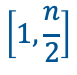 [1, n/2]